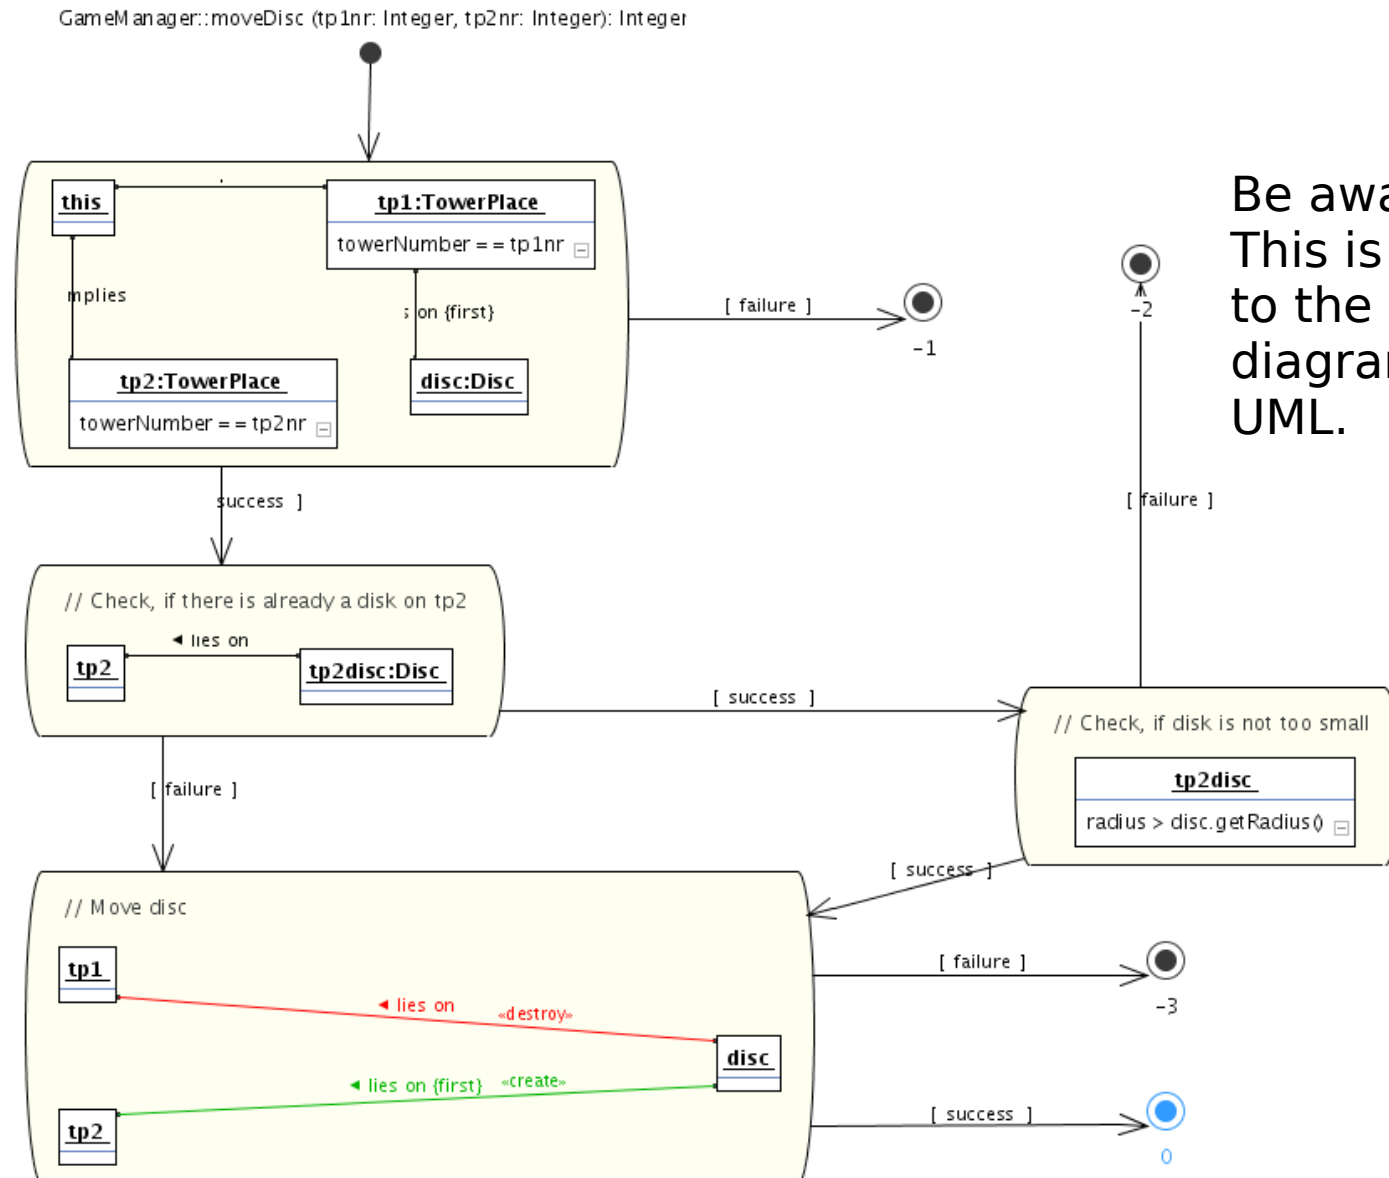 GameManager::moveDisc (tp1nr: Integer, tp2nr: Integer): Integer
this
tp1:TowerPlace
towerNumber == tp1nr
mplies
s on {first}
tp2:TowerPlace
towerNumber == tp2nr
disc:Disc
[ failure ]
-1
-2
Be awa
This is
to the
diagra
UML.
success ]
[ failure ]
// Check, if there is already a disk on tp2
◄ lies on
tp2
tp2disc:Disc
[ success ]
// Check, if disk is not too small
tp2disc
radius > disc.getRadius()
[ failure ]
[ success ]
// Move disc
tp1
◄ lies on «destroy»
disc
◄ lies on {first} «create»
tp2
[ failure ]
-3
[ success ]
0